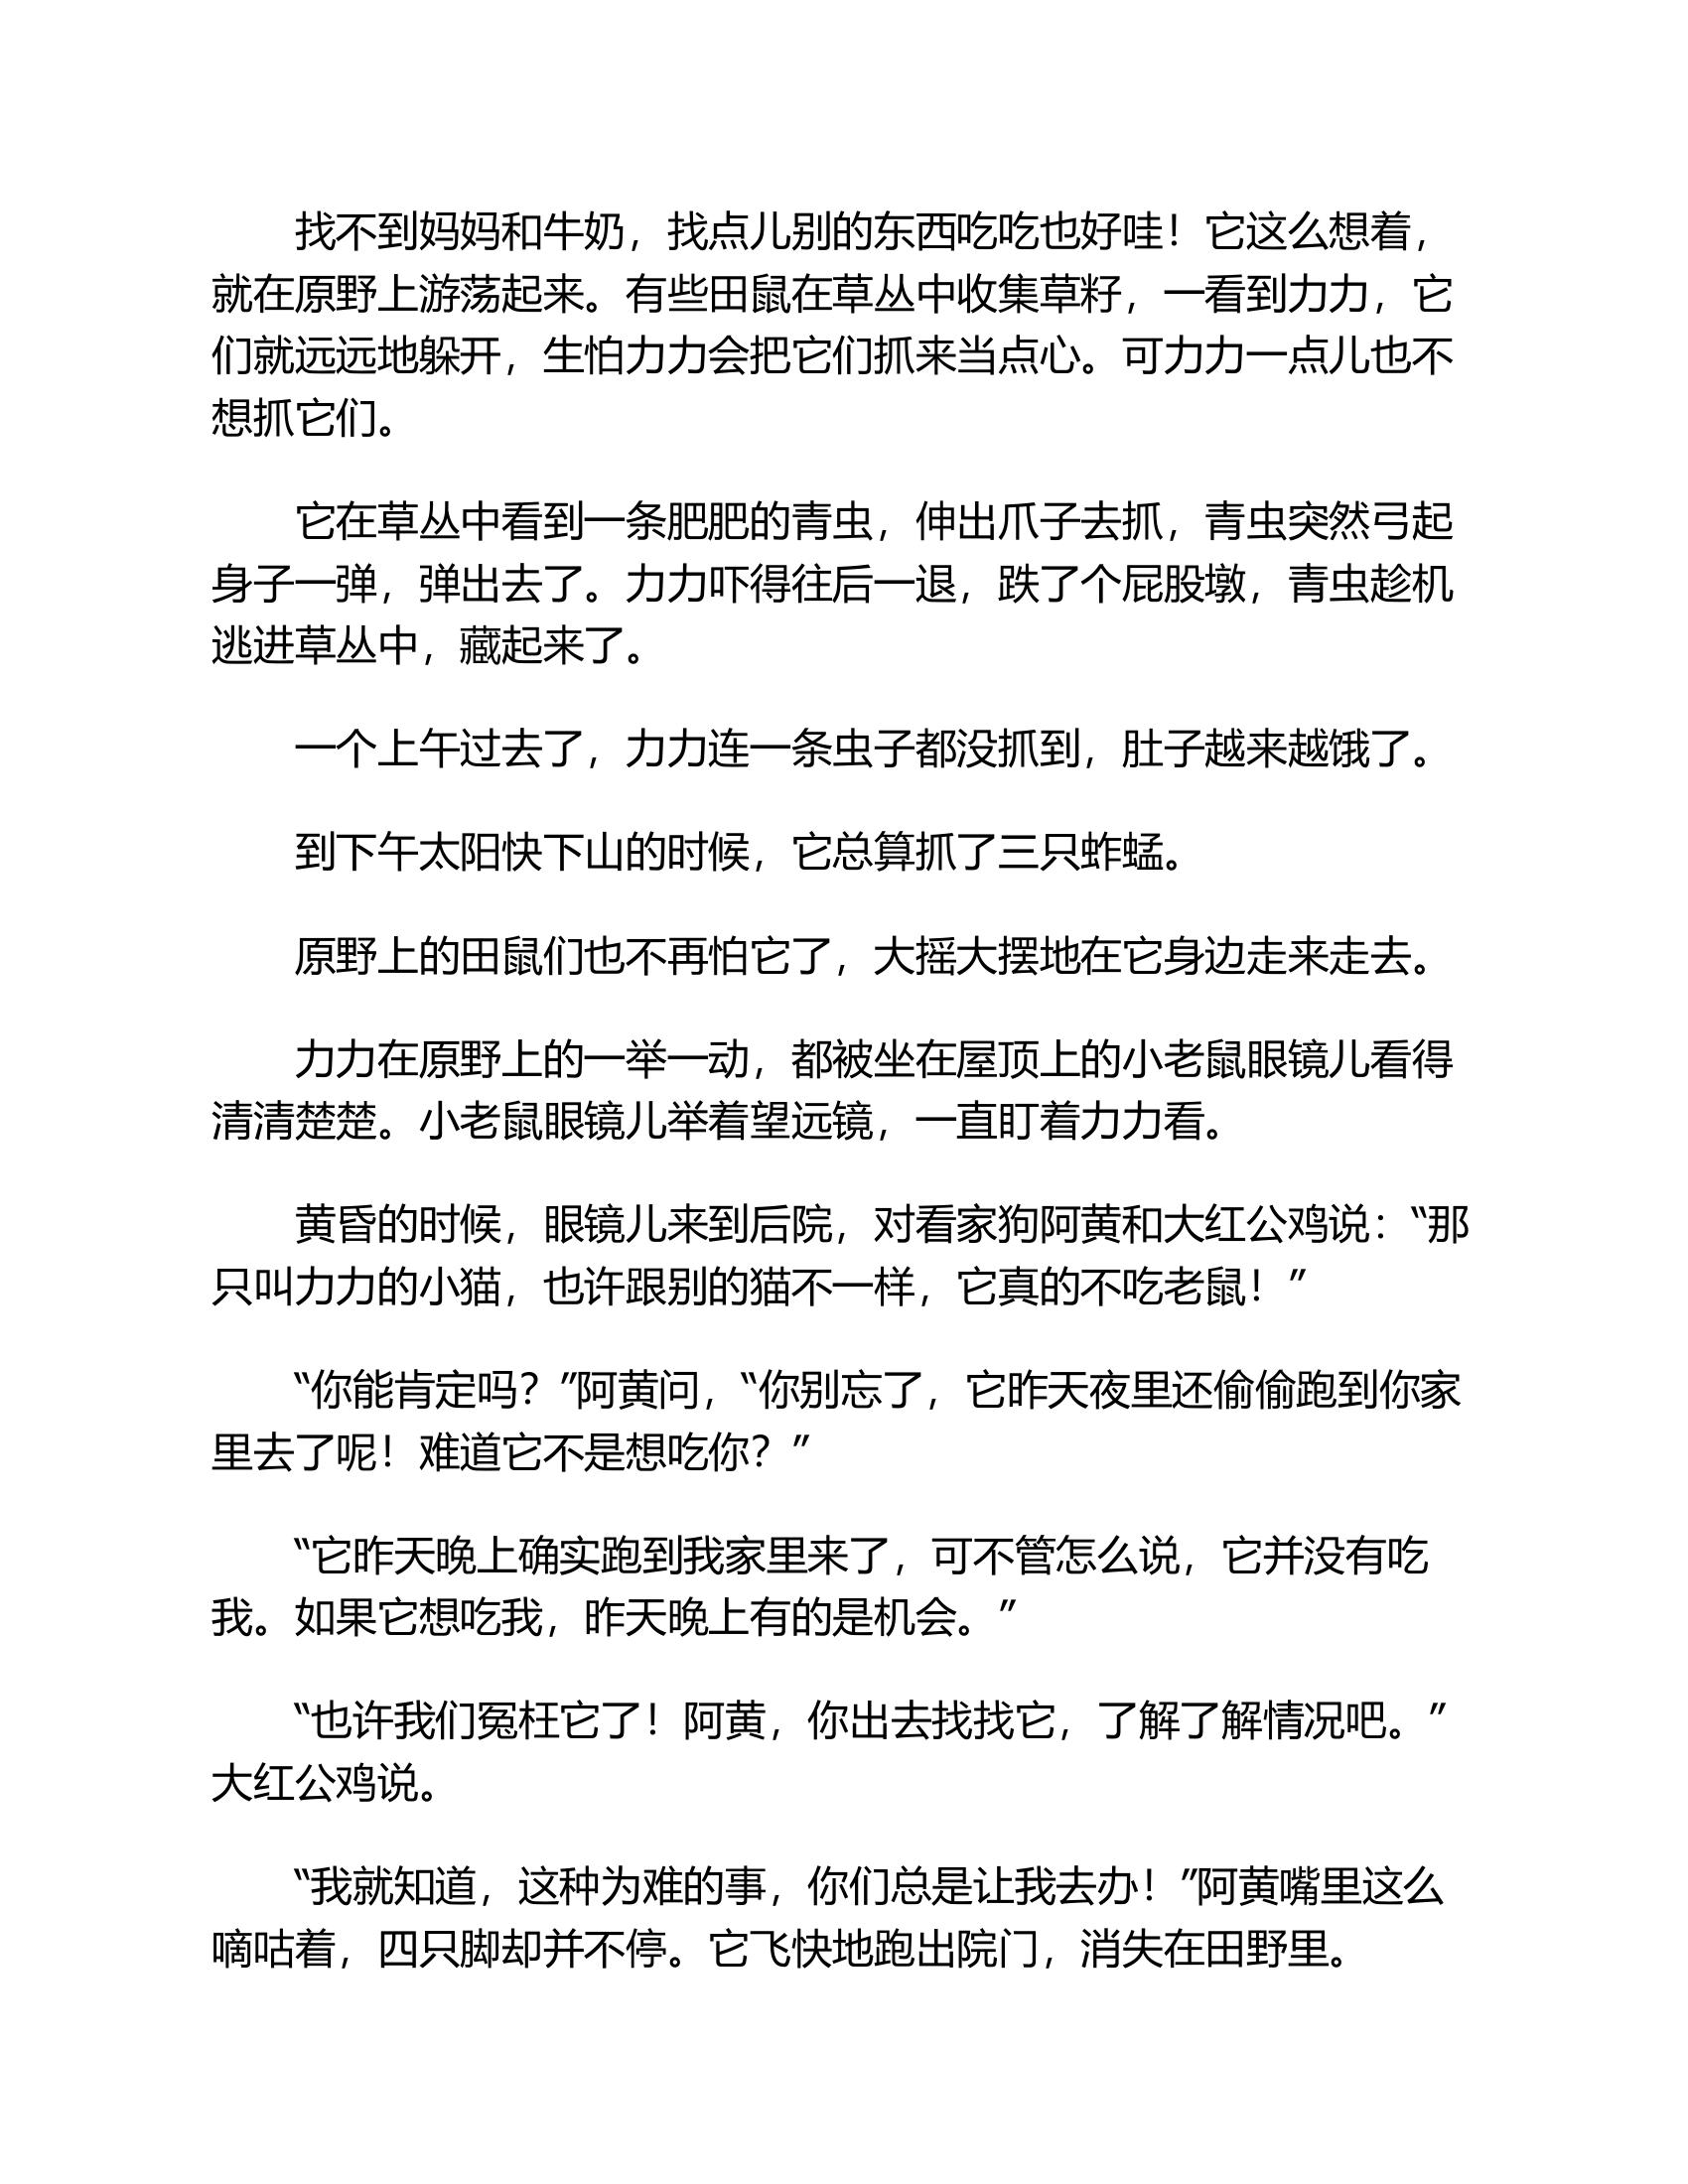 找不到妈妈和牛奶，找点儿别的东西吃吃也好哇！它这么想着，
就在原野上游荡起来。有些田鼠在草丛中收集草籽，一看到力力，它
们就远远地躲开，生怕力力会把它们抓来当点心。可力力一点儿也不
想抓它们。
它在草丛中看到一条肥肥的青虫，伸出爪子去抓，青虫突然弓起
身子一弹，弹出去了。力力吓得往后一退，跌了个屁股墩，青虫趁机
逃进草丛中，藏起来了。
一个上午过去了，力力连一条虫子都没抓到，肚子越来越饿了。
到下午太阳快下山的时候，它总算抓了三只蚱蜢。
原野上的田鼠们也不再怕它了，大摇大摆地在它身边走来走去。
力力在原野上的一举一动，都被坐在屋顶上的小老鼠眼镜儿看得
清清楚楚。小老鼠眼镜儿举着望远镜，一直盯着力力看。
黄昏的时候，眼镜儿来到后院，对看家狗阿黄和大红公鸡说：“那
只叫力力的小猫，也许跟别的猫不一样，它真的不吃老鼠！”
“你能肯定吗？”阿黄问，“你别忘了，它昨天夜里还偷偷跑到你家
里去了呢！难道它不是想吃你？”
“它昨天晚上确实跑到我家里来了，可不管怎么说，它并没有吃
我。如果它想吃我，昨天晚上有的是机会。”
“也许我们冤枉它了！阿黄，你出去找找它，了解了解情况吧。”
大红公鸡说。
“我就知道，这种为难的事，你们总是让我去办！”阿黄嘴里这么
嘀咕着，四只脚却并不停。它飞快地跑出院门，消失在田野里。